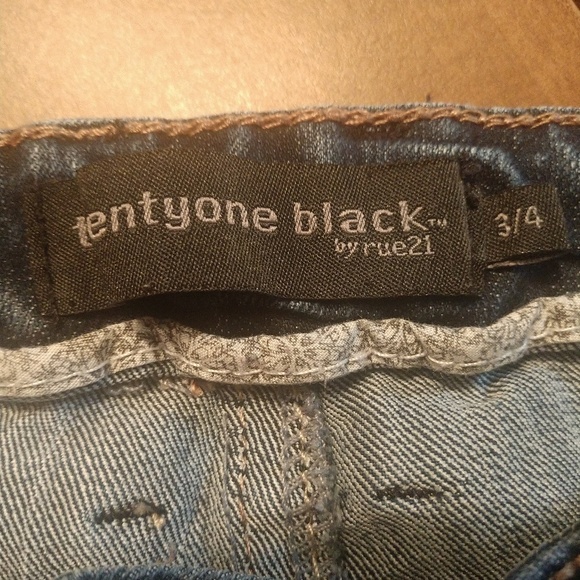 tentyone black™
by rue21
3/4